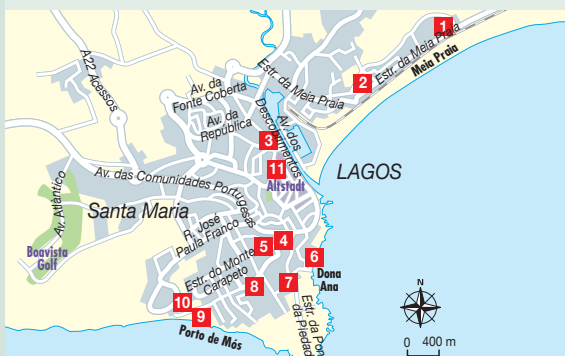 1
Estr. da Meia Praia
Meia Praia
2
A22 Acessos
Estr. da Meia Praia
Av. da
Fonte Coberta
Av. da
República
Av. dos
Descobrimentos
3
11
Altstadt
LAGOS
Av. das Comunidades Portugesas
Av. Atlântico
Santa Maria
R. José
Paula Franco
Boavista
Golf
5
4
6
Dona
Ana
Estr. do Monte
Carapeto
8
7
10
9
Porto de Mós
Estr. da Pon
da Piedad
N
0 400 m